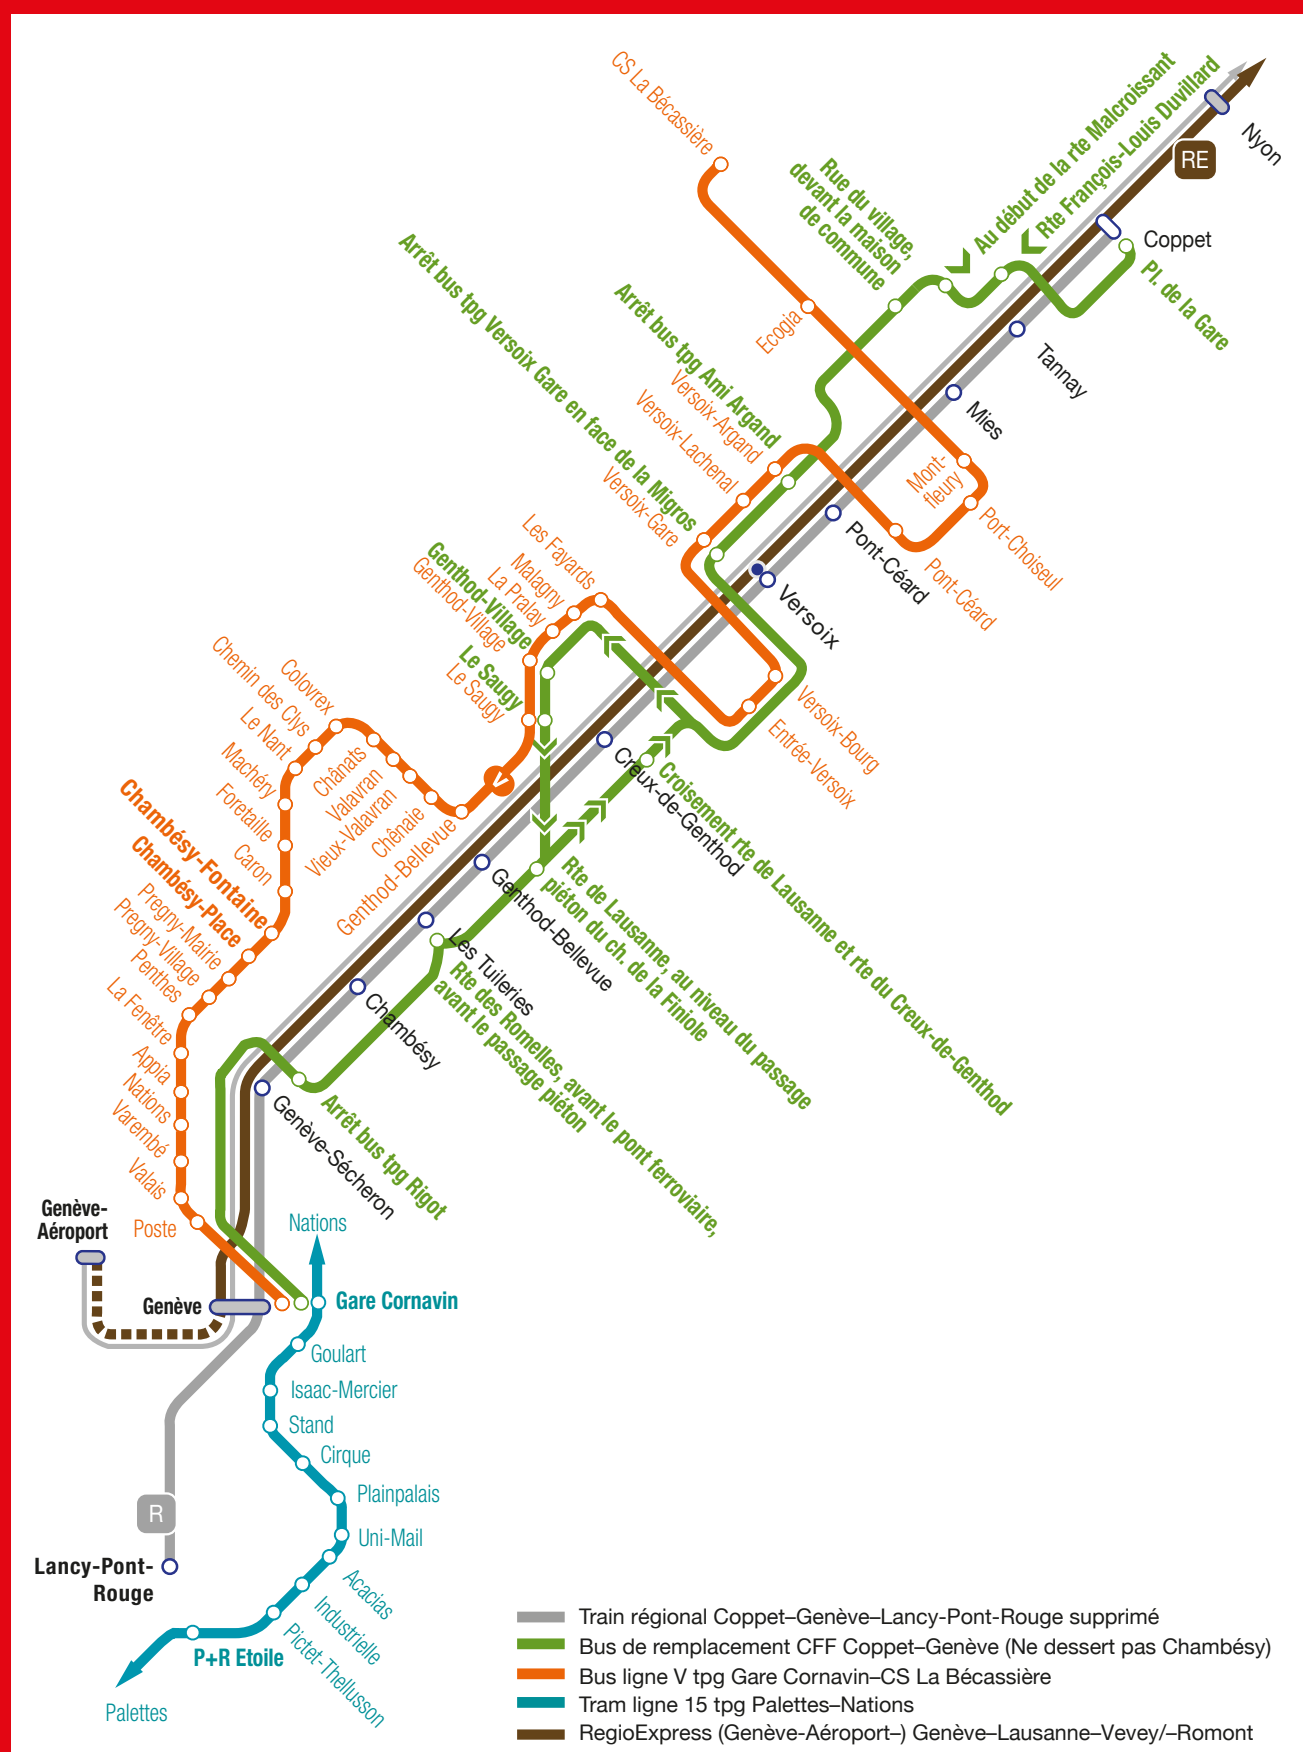 CS La Bécassière
Au début de la rte Malcroissant
Rte François-Louis Duvillard
Nyon
RE
Rue du village,
devant la maison
de commune
Coppet
Pl. de la Gare
Arrêt bus tpg Versoix Gare en face de la Migros
Arrêt bus tpg Ami Argand
Ecogia
Tannay
Mies
Versoix-Argand
Versoix-Lachenal
Versoix-Gare
Mont-
fleury
Port-Choiseul
Pont-Céard
Pont-Céard
Versoix
Les Fayards
Malagny
La Pralay
Genthod-Village
Genthod-Village
Le Saugy
Le Saugy
Versoix-Bourg
Entrée-Versoix
Colovrex
Chemin des Clys
Le Nant
Machéry
Foretaille
Caron
Chânats
Valavran
Vieux-Valavran
Chênaie
Genthod-Bellevue
V
Creux-de-Genthod
Croisement rte de Lausanne et rte du Creux-de-Genthod
Genthod-Bellevue
Rte de Lausanne, au niveau du passage
piéton du ch. de la Finiole
Les Tuileries
Rte des Romelles, avant le pont ferroviaire,
avant le passage piéton
Chambésy
Chambésy-Fontaine
Chambésy-Place
Pregny-Mairie
Pregny-Village
Penthes
La Fenêtre
Appia
Nations
Varembé
Valais
Poste
Genève-Sécheron
Arrêt bus tpg Rigot
Genève-
Aéroport
Genève
Nations
Gare Cornavin
Goulart
Isaac-Mercier
Stand
Cirque
Plainpalais
Uni-Mail
Acacias
Industrielle
Pictet-Thellusson
P+R Etoile
Palettes
R
Lancy-Pont-
Rouge
Train régional Coppet–Genève–Lancy-Pont-Rouge supprimé
Bus de remplacement CFF Coppet–Genève (Ne dessert pas Chambésy)
Bus ligne V tpg Gare Cornavin–CS La Bécassière
Tram ligne 15 tpg Palettes–Nations
RegioExpress (Genève-Aéroport–) Genève–Lausanne–Vevey/–Romont